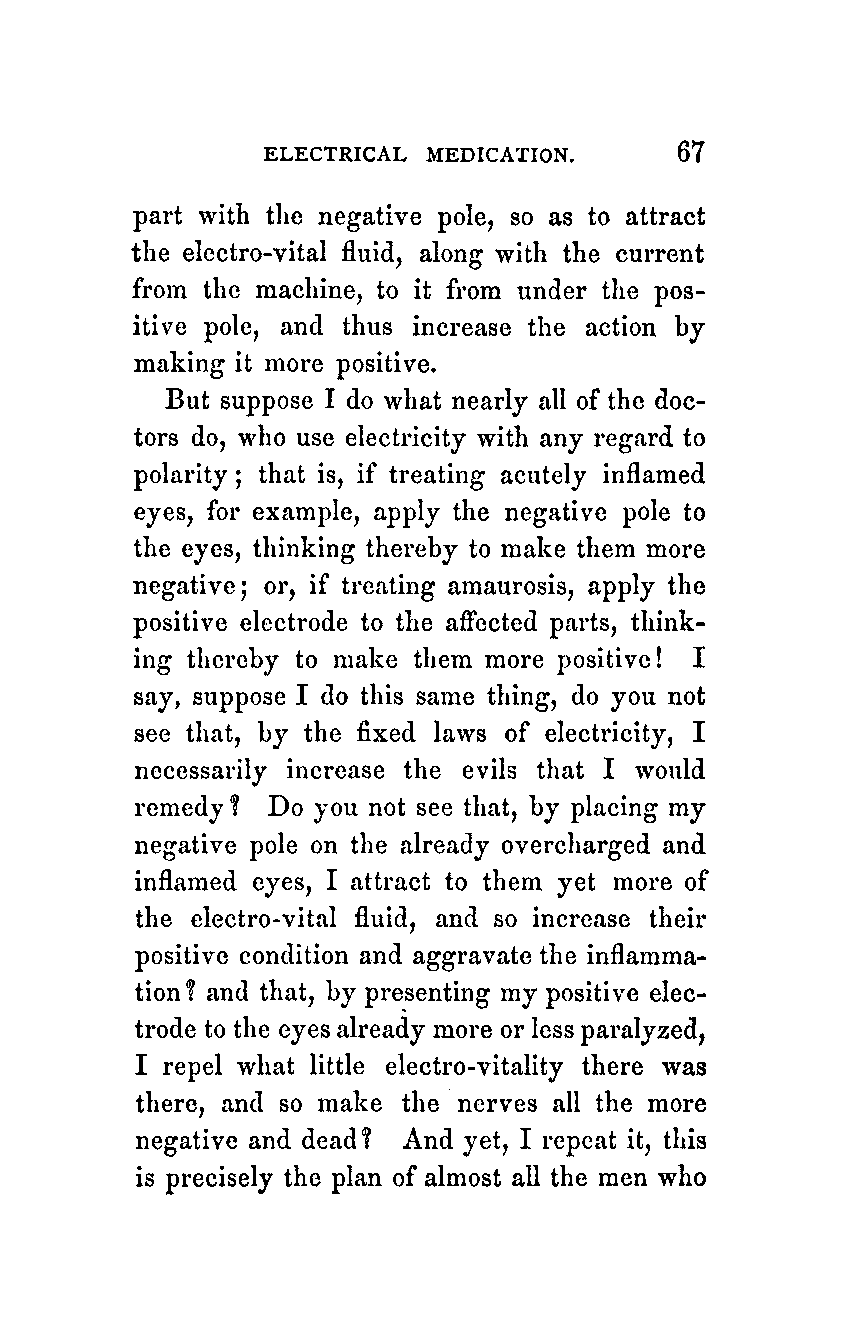 ELECTRICAL MEDICATION. 67
part with the negative pole, so as to attract
the electro-vital fluid, along with the current
from the machine, to it from under the pos-
itive pole, and thus increase the action by
making it more positive.
But suppose I do what nearly all of the doc-
tors do, who use electricity with any regard to
polarity; that is, if treating acutely inflamed
eyes, for example, apply the negative pole to
the eyes, thinking thereby to make them more
negative; or, if treating amaurosis, apply the
positive electrode to the affected parts, think-
ing thereby to make them more positive! I
say, suppose I do this same thing, do you not
see that, by the fixed laws of electricity, I
necessarily increase the evils that I would
remedy? Do you not see that, by placing my
negative pole on the already overcharged and
inflamed eyes, I attract to them yet more of
the electro-vital fluid, and so increase their
positive condition and aggravate the inflamma-
tion? and that, by presenting my positive elec-
trode to the eyes already more or less paralyzed,
I repel what little electro-vitality there was
there, and so make the nerves all the more
negative and dead? And yet, I repeat it, this
is precisely the plan of almost all the men who